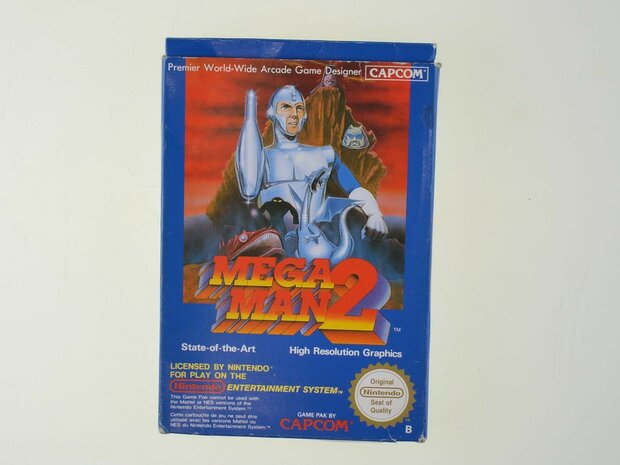 Premier World-Wide Arcade Game Designer CAPCOM®
MEGA
MAN 2
TM
State-of-the-Art High Resolution Graphics
LICENSED BY NINTENDO®
FOR PLAY ON THE
Nintendo ENTERTAINMENT SYSTEM™
This Game Pak cannot be used with
the Mattel or NES versions of the
Nintendo Entertainment System.
Cette cartouche de jeu ne peut être
utilisée avec les versions Mattel ou
NES du Nintendo Entertainment System.
GAME PAK BY
CAPCOM
Original
Nintendo
Seal of
Quality
B